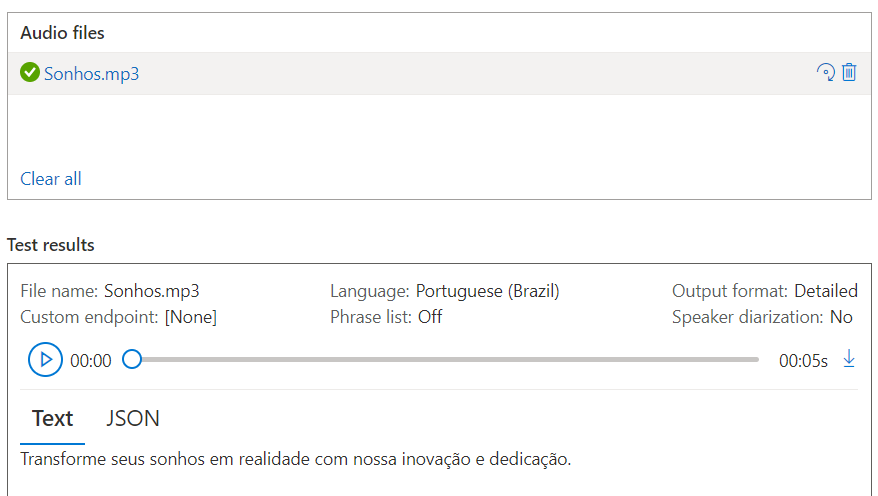 Audio files
Sonhos.mp3
Clear all
Test results
File name: Sonhos.mp3 Language: Portuguese (Brazil) Output format: Detailed
Custom endpoint: [None] Phrase list: Off Speaker diarization: No
00:00 00:05s
Text JSON
Transforme seus sonhos em realidade com nossa inovação e dedicação.